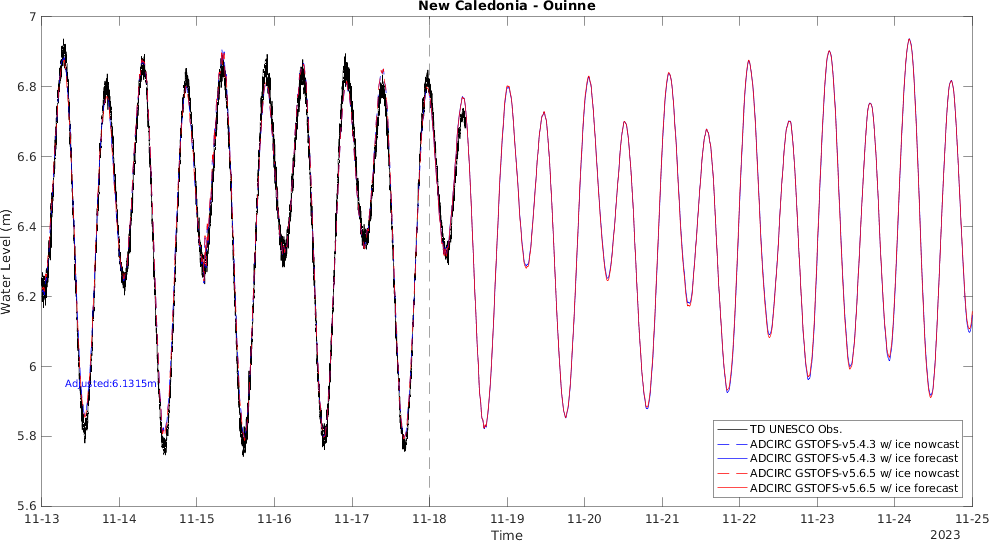 New Caledonia - Ouinne
7
6.8
6.6
6.4
6.2
6
5.8
5.6
Water Level (m)
Adjusted:6.1315m
TD UNESCO Obs.
ADCIRC GSTOFS-v5.4.3 w/ ice nowcast
ADCIRC GSTOFS-v5.4.3 w/ ice forecast
ADCIRC GSTOFS-v5.6.5 w/ ice nowcast
ADCIRC GSTOFS-v5.6.5 w/ ice forecast
11-13 11-14 11-15 11-16 11-17 11-18 11-19 11-20 11-21 11-22 11-23 11-24 11-25
Time
2023